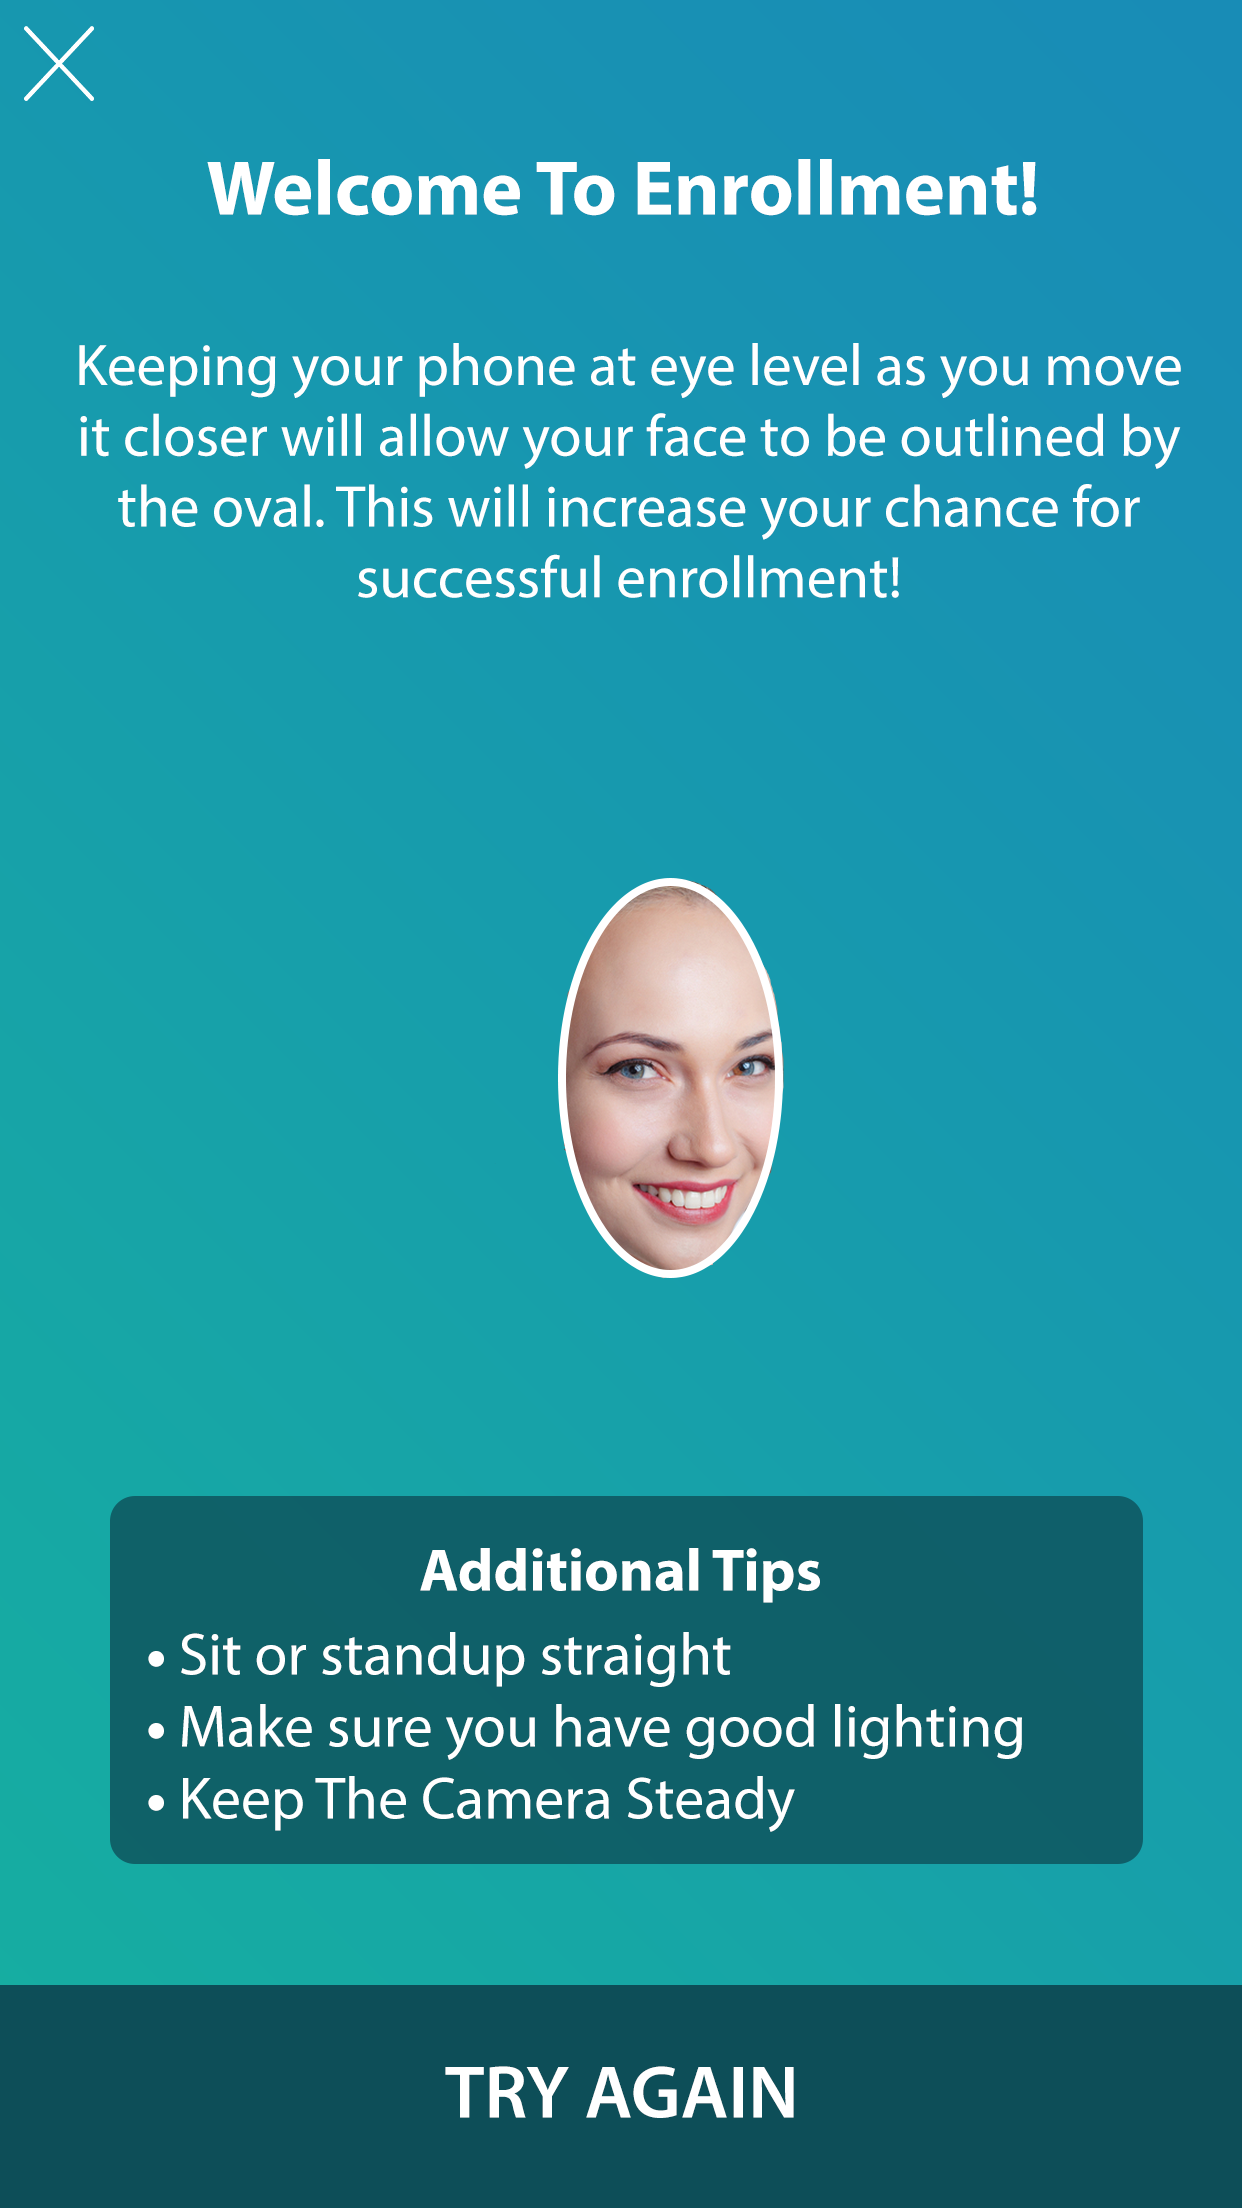 Welcome To Enrollment!
Keeping your phone at eye level as you move
it closer will allow your face to be outlined by
the oval. This will increase your chance for
successful enrollment!
Additional Tips
• Sit or standup straight
• Make sure you have good lighting
• Keep The Camera Steady
TRY AGAIN